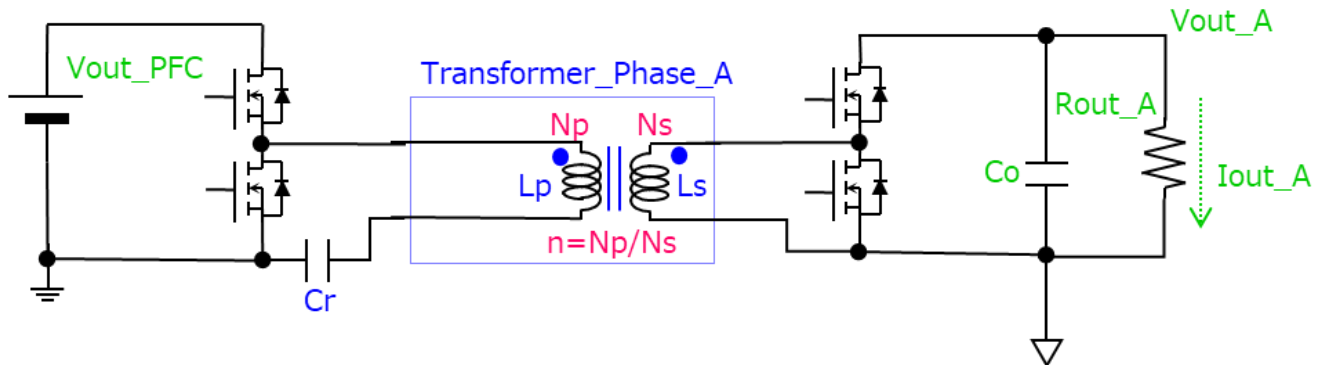 Vout_A
Vout_PFC
Transformer_Phase_A
Rout_A
Np
Ns
Lp
Ls
Co
Iout_A
n=Np/Ns
Cr